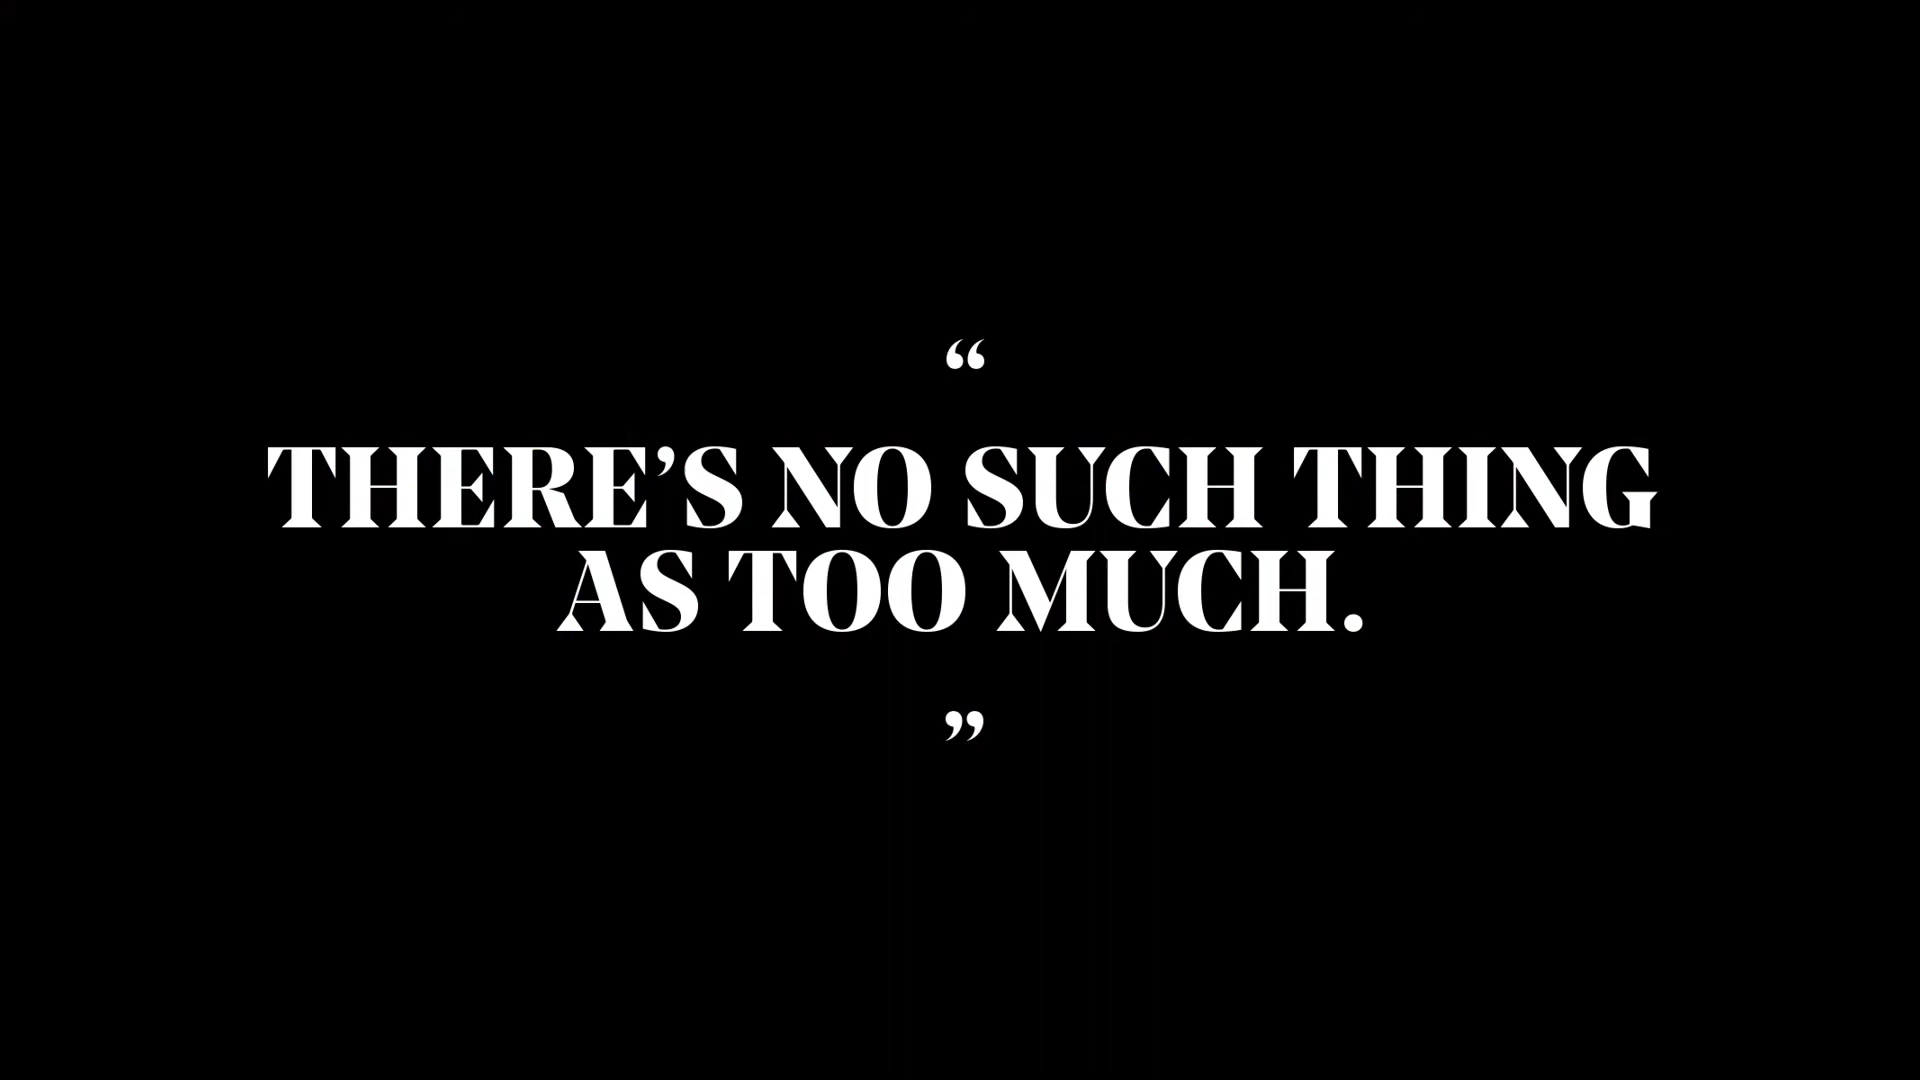 “
THERE’S NO SUCH THING
AS TOO MUCH.
”